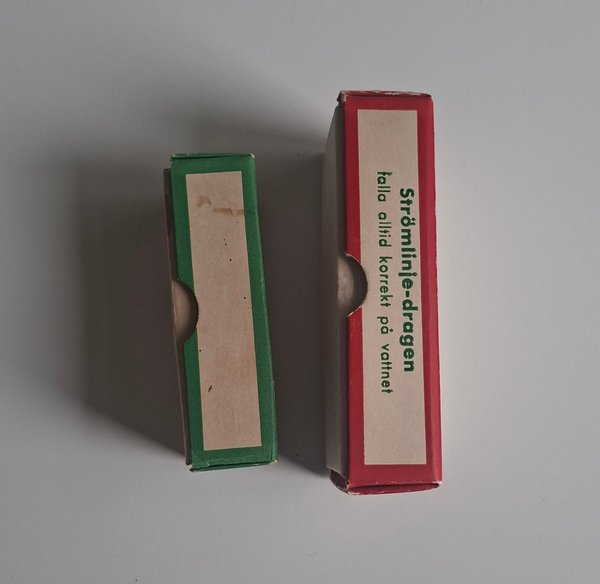 Strömlinje-dragen
falla alltid korrekt på vattnet